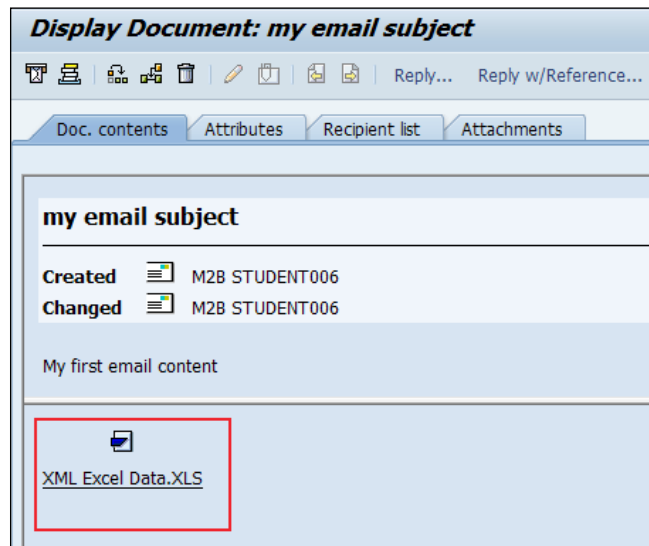 Display Document: my email subject
Reply... Reply w/Reference...
Doc. contents Attributes Recipient list Attachments
my email subject
Created M2B STUDENT006
Changed M2B STUDENT006
My first email content
XML Excel Data.XLS